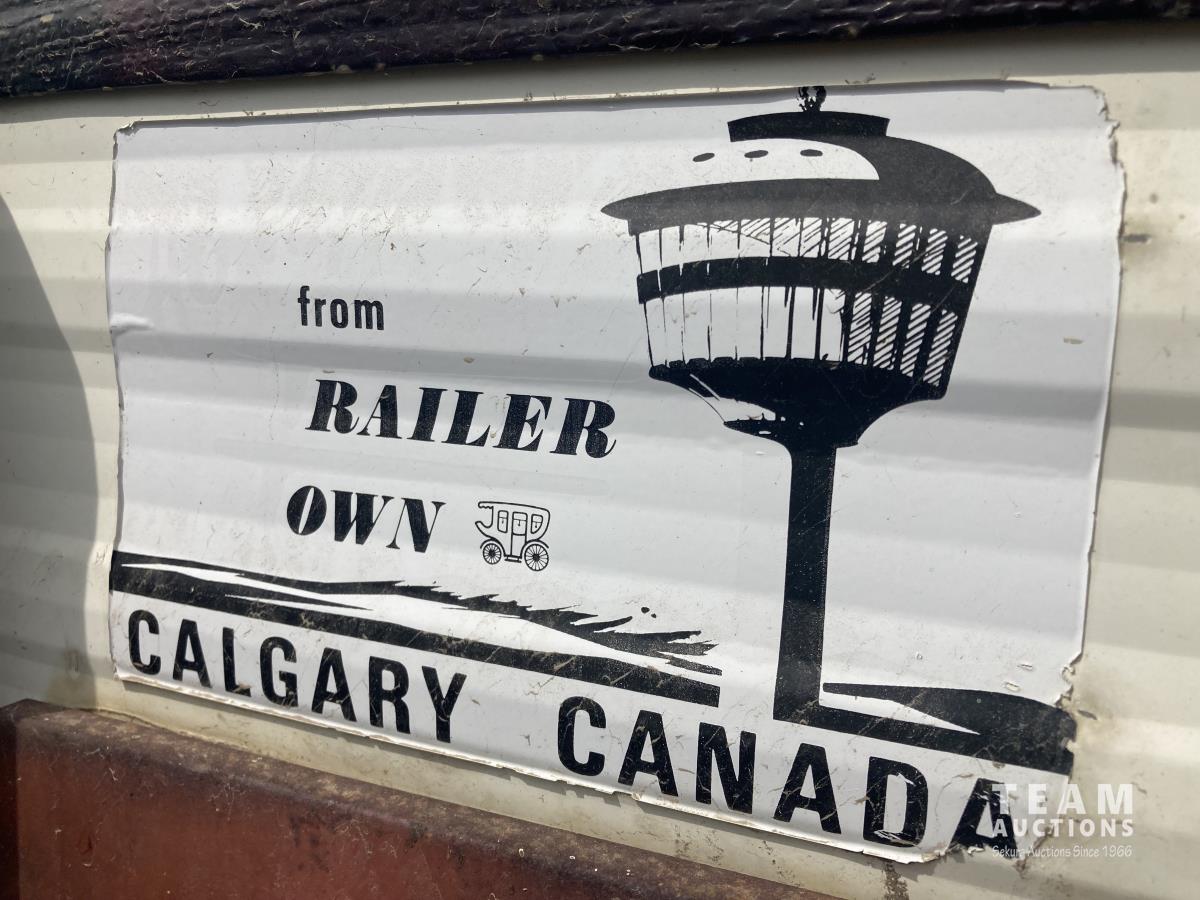 from
RAILER
OWN
CALGARY CANADA
TEAM
AUCTIONS
Sekura Auctions Since 1966